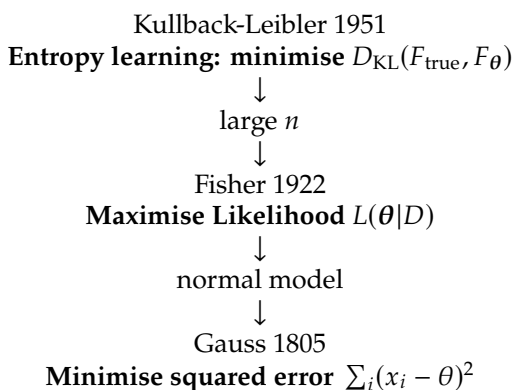 Kullback-Leibler 1951
Entropy learning: minimise D_KL(F_true, F_θ)
↓
large n
↓
Fisher 1922
Maximise Likelihood L(θ|D)
↓
normal model
↓
Gauss 1805
Minimise squared error ∑_i(x_i − θ)²